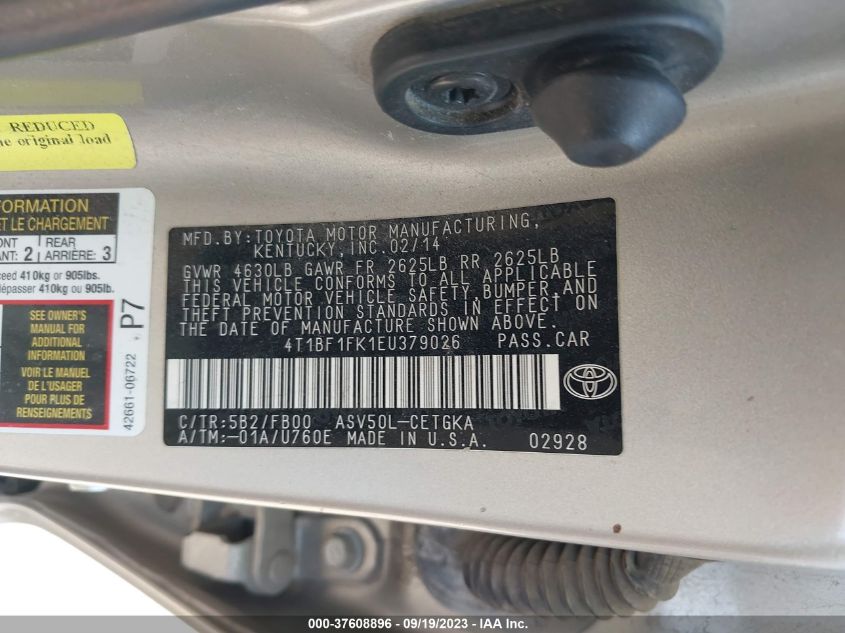 REDUCED
original load
FORMATION
ET LE CHARGEMENT
2
REAR
ARRIÈRE: 3
410kg or 905lbs.
dépasser 410kg ou 905lb.
SEE OWNER'S
MANUAL FOR
ADDITIONAL
INFORMATION
VOIR LE MANUEL
DE L'USAGER
POUR PLUS DE
RENSEIGNEMENTS
P7
42661-06722
MFD.BY:TOYOTA MOTOR MANUFACTURING,
KENTUCKY,INC.02/14
GVWR 4630LB GAWR FR 2625LB RR 2625LB
THIS VEHICLE CONFORMS TO ALL APPLICABLE
FEDERAL MOTOR VEHICLE SAFETY,BUMPER,AND
THEFT PREVENTION STANDARDS IN EFFECT ON
THE DATE OF MANUFACTURE SHOWN ABOVE.
4T1BF1FK1EU379026 PASS.CAR
C/TR:5B2/FB00 ASV50L-CETGKA
A/TM:-01A/U760E MADE IN U.S.A. 02928
000-37608896 - 09/19/2023 - IAA Inc.